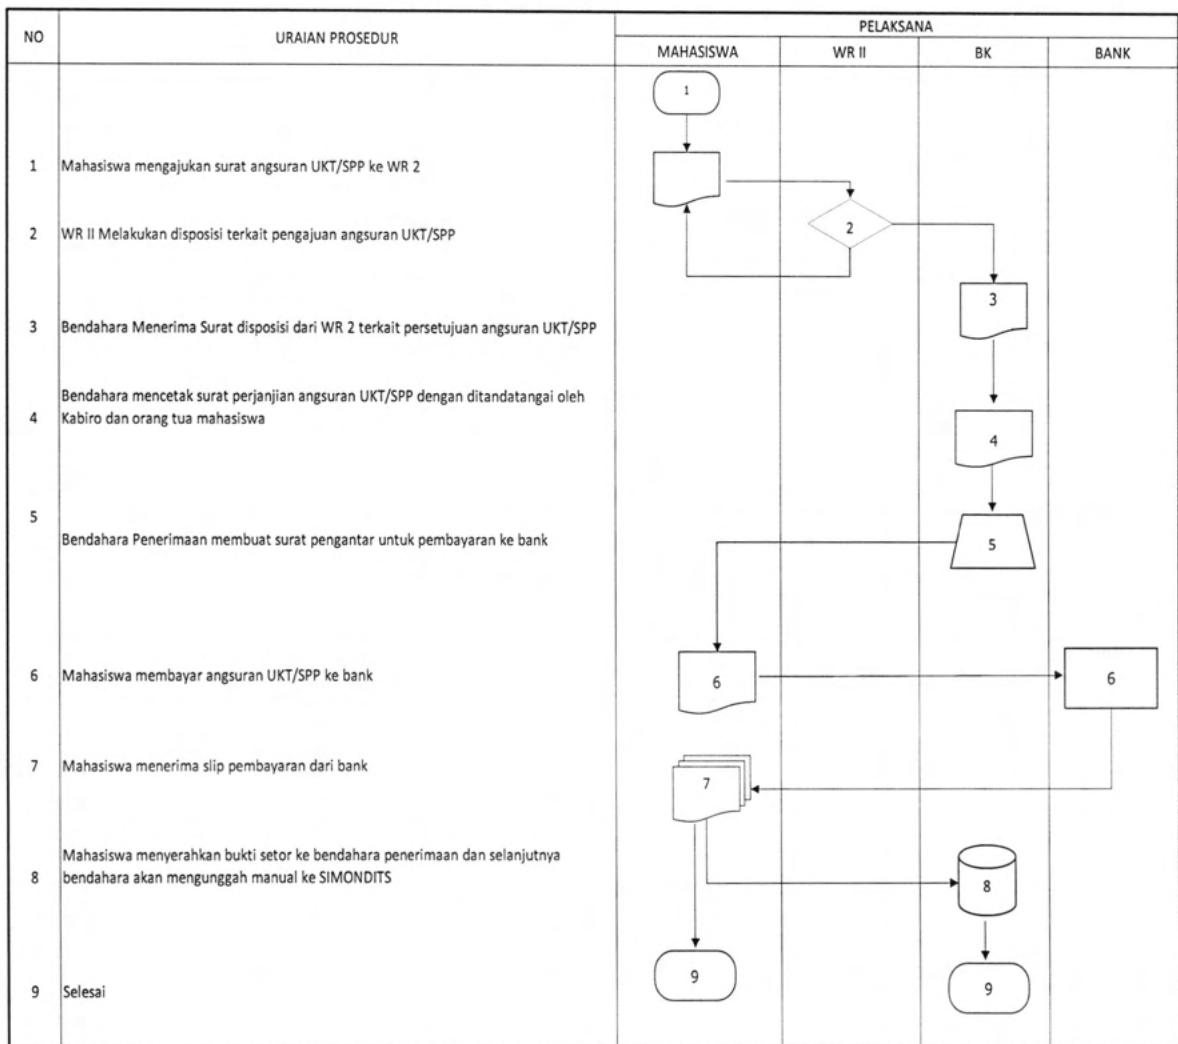 NO
URAIAN PROSEDUR
PELAKSANA
MAHASISWA
WR II
BK
BANK
1
1 Mahasiswa mengajukan surat angsuran UKT/SPP ke WR 2
2 WR II Melakukan disposisi terkait pengajuan angsuran UKT/SPP
2
3
3 Bendahara Menerima Surat disposisi dari WR 2 terkait persetujuan angsuran UKT/SPP
Bendahara mencetak surat perjanjian angsuran UKT/SPP dengan ditandatangai oleh
4 Kabiro dan orang tua mahasiswa
4
5
Bendahara Penerimaan membuat surat pengantar untuk pembayaran ke bank
5
6 Mahasiswa membayar angsuran UKT/SPP ke bank
6
6
7 Mahasiswa menerima slip pembayaran dari bank
7
Mahasiswa menyerahkan bukti setor ke bendahara penerimaan dan selanjutnya
8 bendahara akan mengunggah manual ke SIMONDITS
8
9 Selesai
9
9